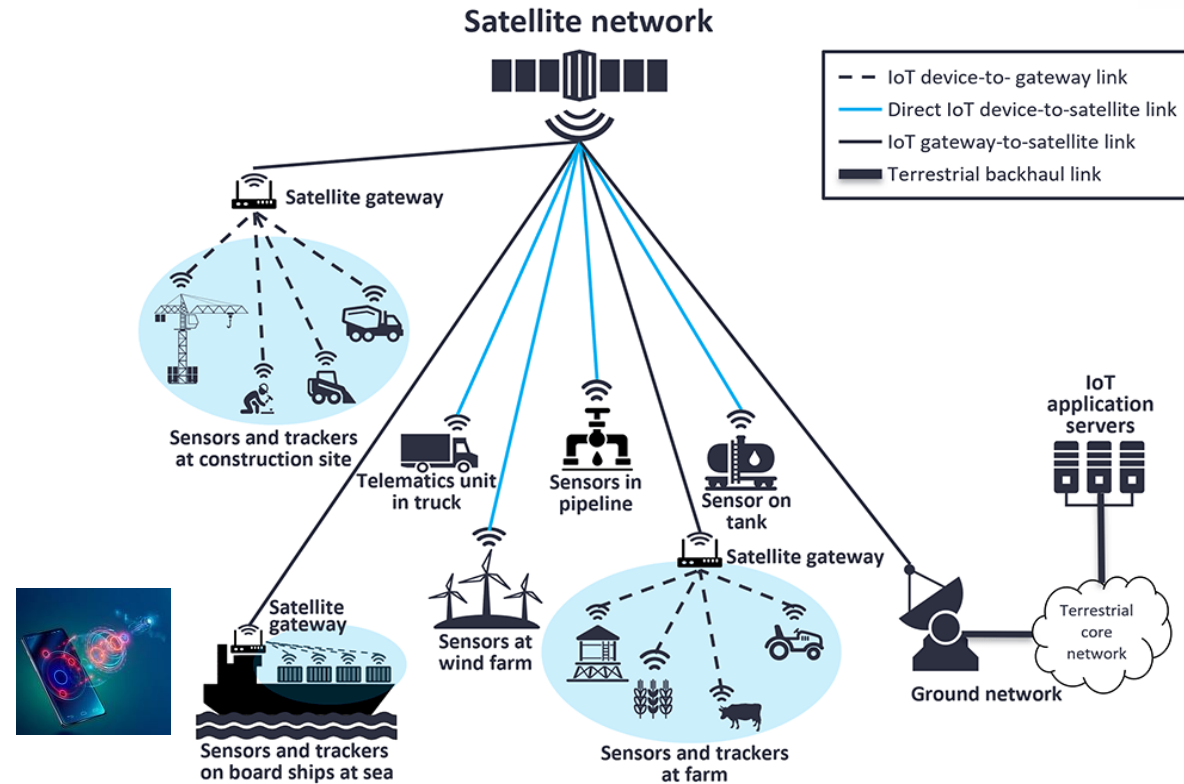 Satellite network
IoT device-to- gateway link
Direct IoT device-to-satellite link
IoT gateway-to-satellite link
Terrestrial backhaul link
Satellite gateway
Sensors and trackers
at construction site
Telematics unit
in truck
Sensors in
pipeline
Sensor on
tank
IoT
application
servers
Satellite gateway
Satellite
gateway
Sensors at
wind farm
Terrestrial
core
network
Ground network
Sensors and trackers
on board ships at sea
Sensors and trackers
at farm